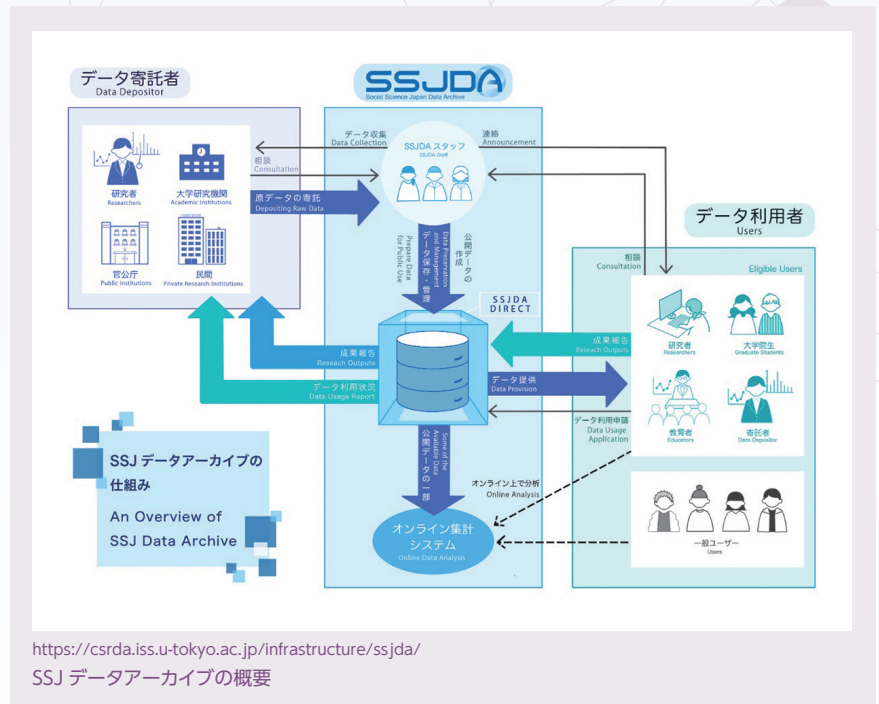 データ寄託者
Data Depositor
SSJDA
Social Science Japan Data Archive
研究者
Researchers
大学研究機関
Academic Institutions
官公庁
Public Institutions
民間
Private Research Institutions
データ収集
Data Collection
相談
Consultation
原データの寄託
Depositing Raw Data
SSJDA スタッフ
SSJDA Staff
連絡
Announcement
公開データの
作成
Prepare Data
for Public Use
データ保存・管理
Data Preservation
and Management
SSJDA
DIRECT
データ利用者
Users
相談
Consultation
Eligible Users
研究者
Researchers
大学院生
Graduate Students
教育者
Educators
寄託者
Data Depositor
成果報告
Reseach Outputs
データ利用状況
Data Usage Report
成果報告
Reseach Outputs
データ提供
Data Provision
データ利用申請
Data Usage
Application
公開データの一部
Some of the
Available Data
オンライン上で分析
Online Analysis
オンライン集計
システム
Online Data Analysis
一般ユーザー
Users
SSJ データアーカイブの
仕組み
An Overview of
SSJ Data Archive
https://csrda.iss.u-tokyo.ac.jp/infrastructure/ssjda/
SSJ データアーカイブの概要